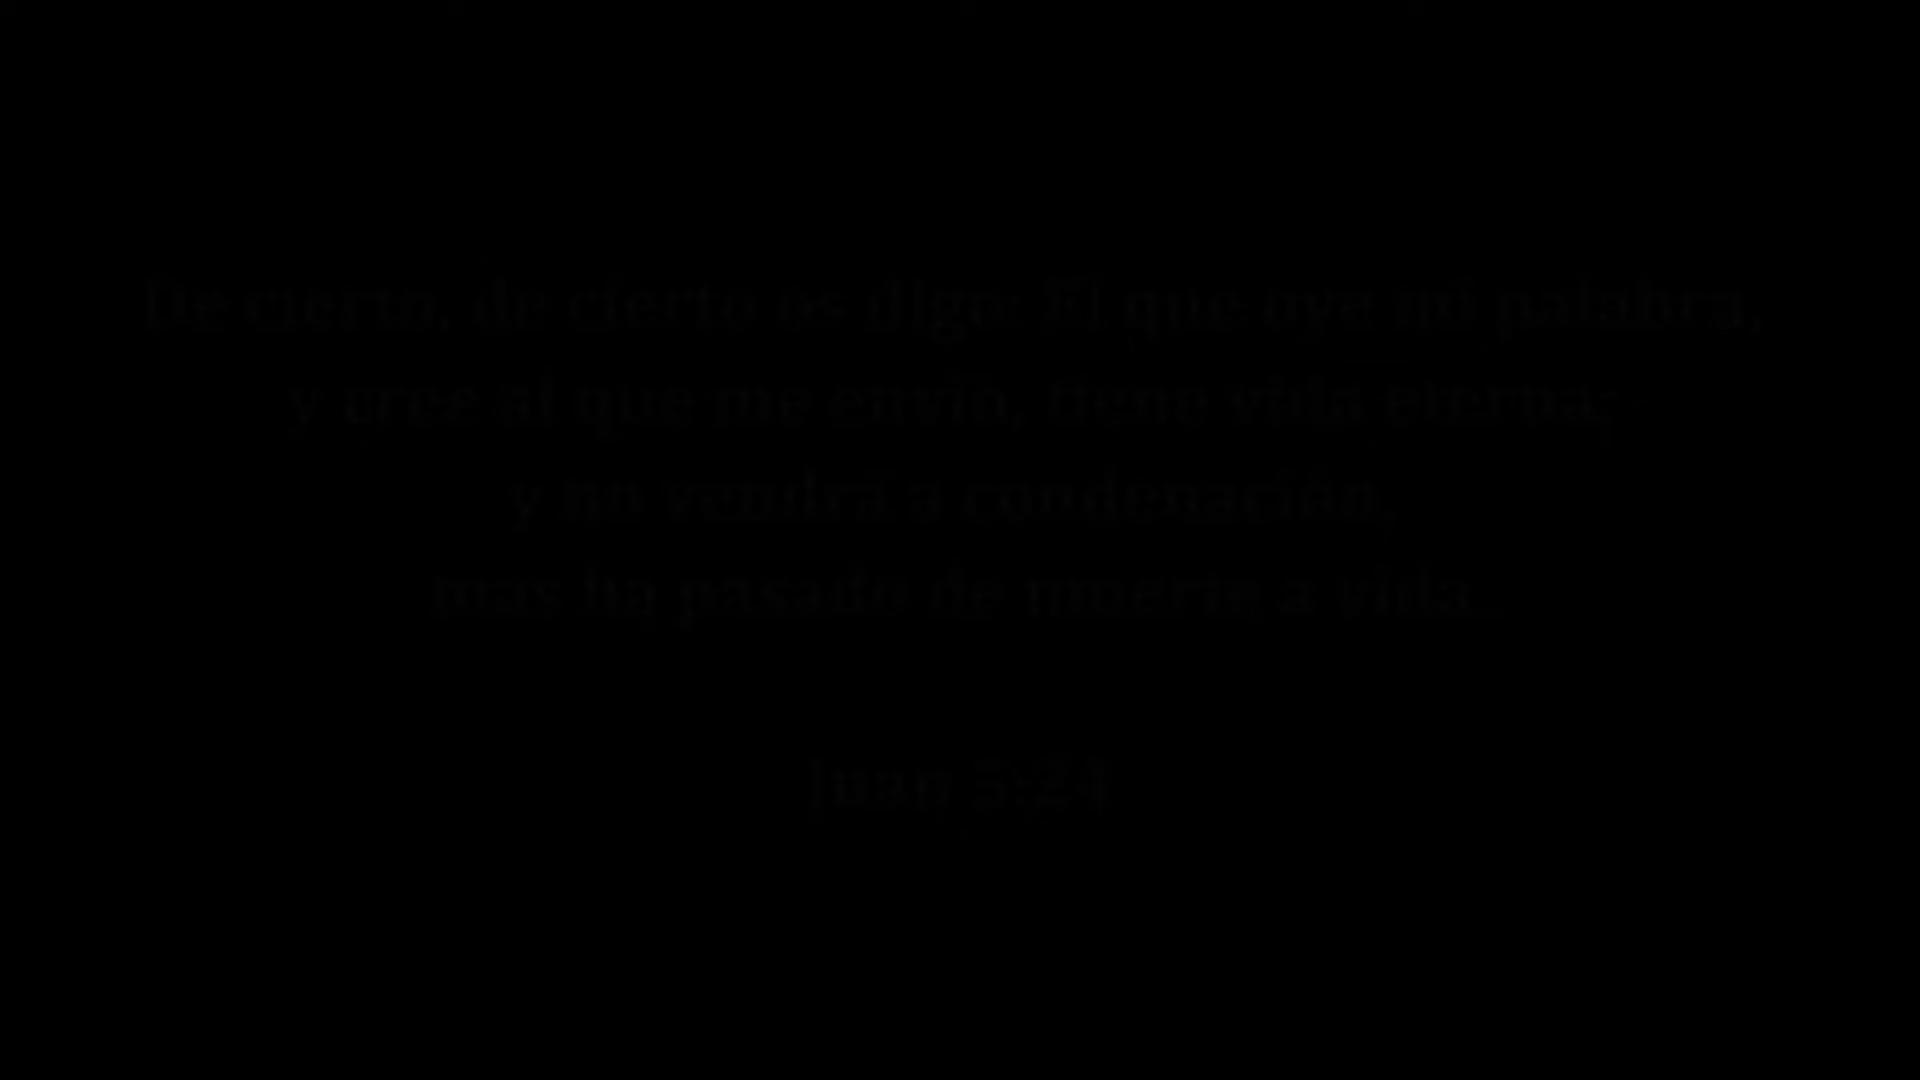 De cierto, de cierto os digo: El que oye mi palabra,
y cree al que me envío, tiene vida eterna;
y no vendrá a condenación,
mas ha pasado de muerte a vida.
Juan 5:24